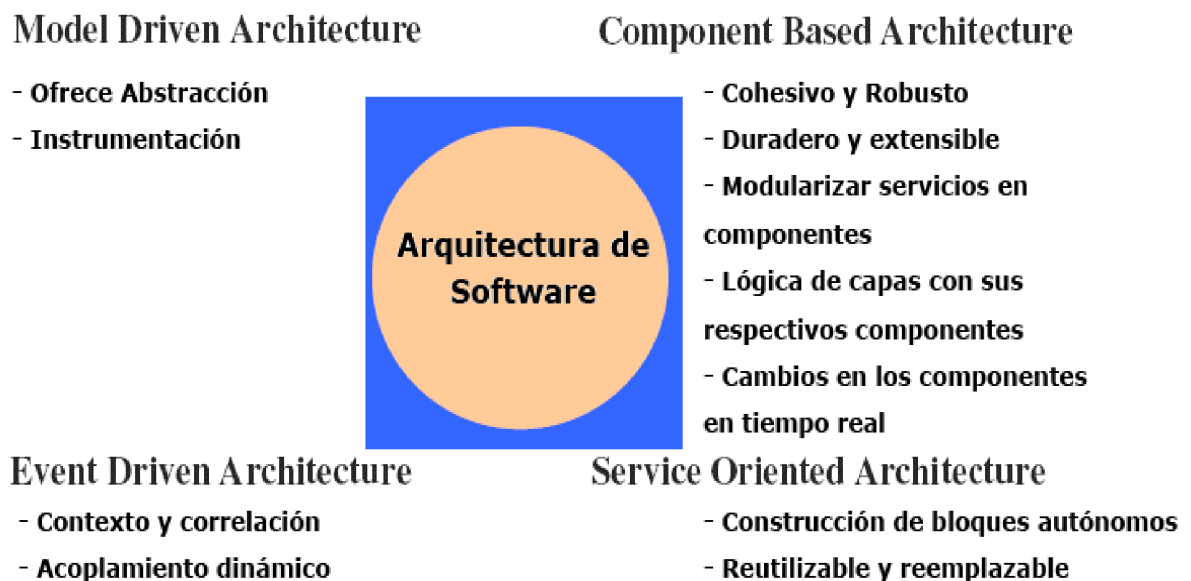 Model Driven Architecture
- Ofrece Abstracción
- Instrumentación
Component Based Architecture
- Cohesivo y Robusto
- Duradero y extensible
- Modularizar servicios en
componentes
- Lógica de capas con sus
respectivos componentes
- Cambios en los componentes
en tiempo real
Arquitectura de
Software
Event Driven Architecture
- Contexto y correlación
- Acoplamiento dinámico
Service Oriented Architecture
- Construcción de bloques autónomos
- Reutilizable y reemplazable